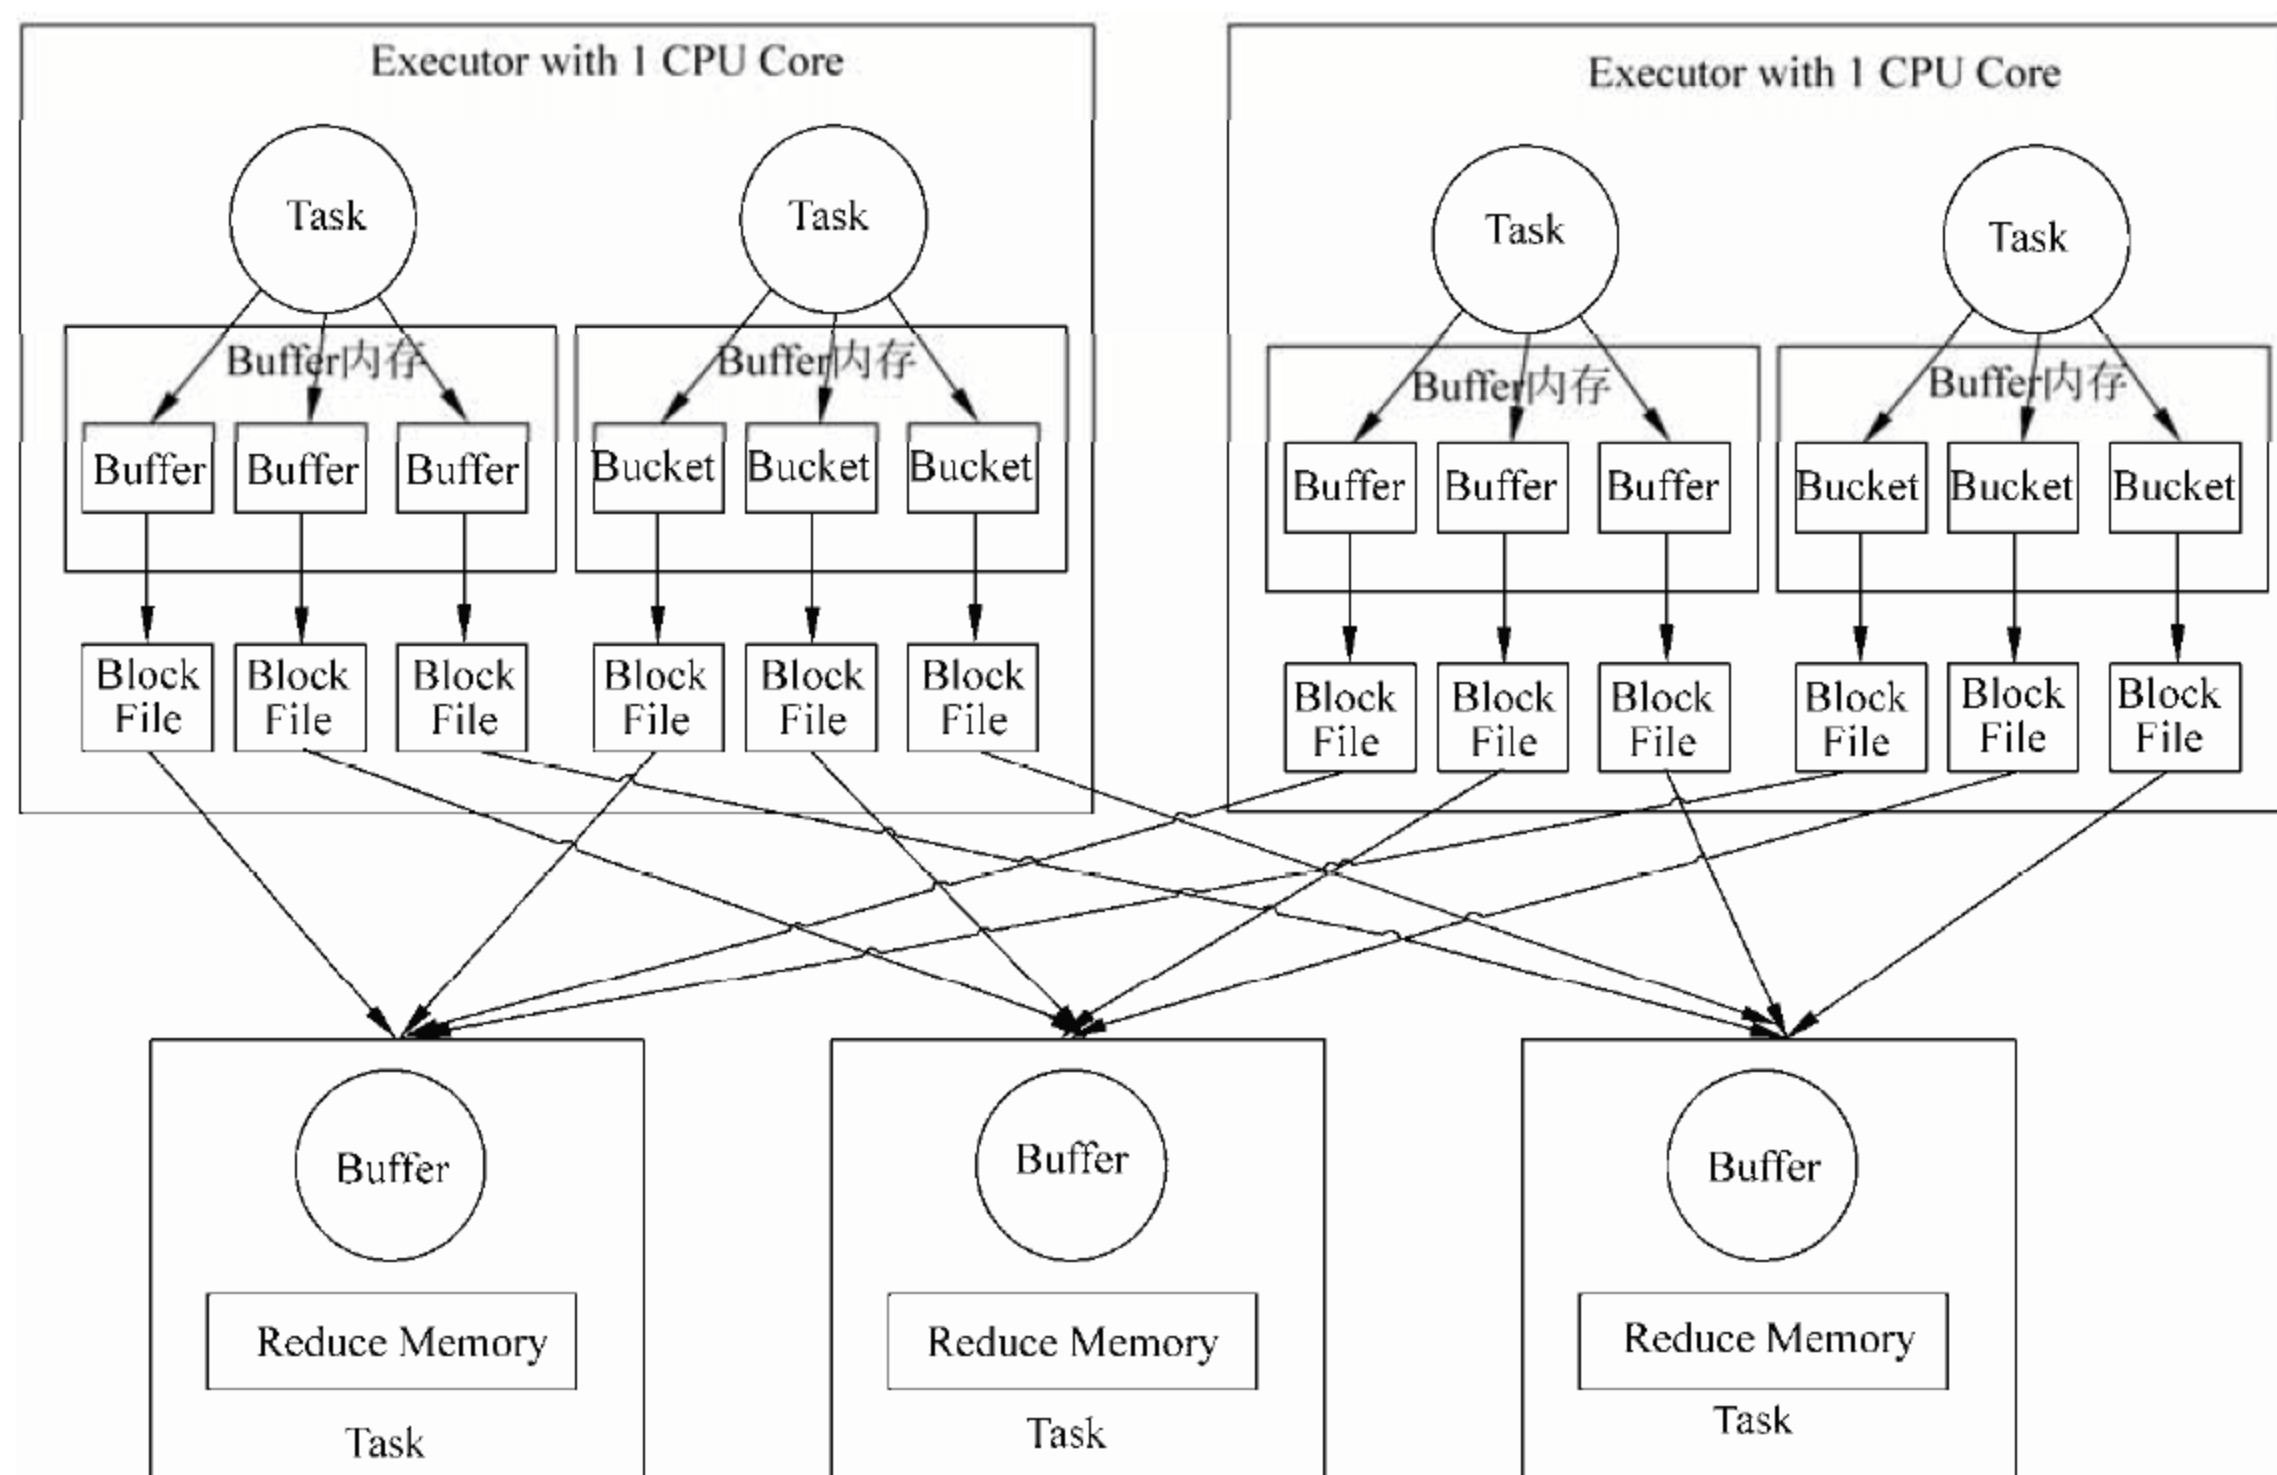 Executor with 1 CPU Core
Executor with 1 CPU Core
Task
Task
Task
Task
Buffer内存
Buffer内存
Buffer内存
Buffer内存
Buffer
Buffer
Buffer
Bucket
Bucket
Bucket
Buffer
Buffer
Buffer
Bucket
Bucket
Bucket
Block
File
Block
File
Block
File
Block
File
Block
File
Block
File
Block
File
Block
File
Block
File
Block
File
Block
File
Block
File
Buffer
Buffer
Buffer
Reduce Memory
Reduce Memory
Reduce Memory
Task
Task
Task